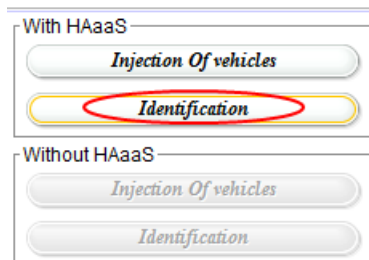 With HAaaS
Injection Of vehicles
Identification
Without HAaaS
Injection Of vehicles
Identification